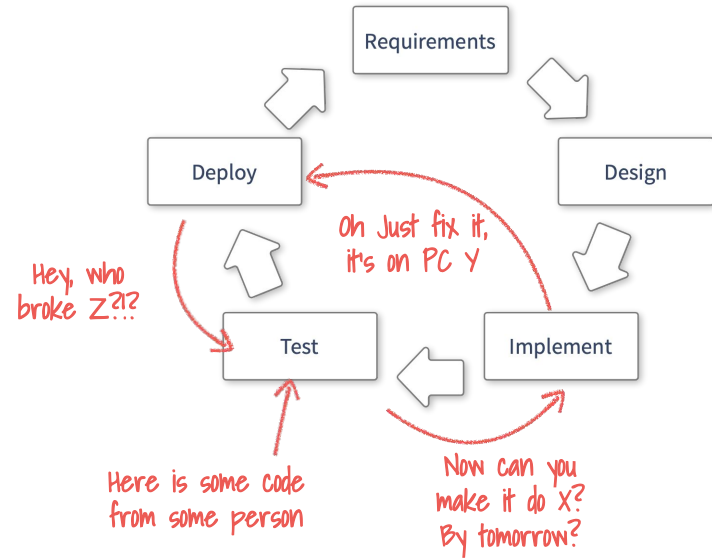 Requirements
Deploy
Design
Oh Just fix it,
it's on PC Y
Hey, who
broke Z?!?
Test
Implement
Here is some code
from some person
Now can you
make it do X?
By tomorrow?